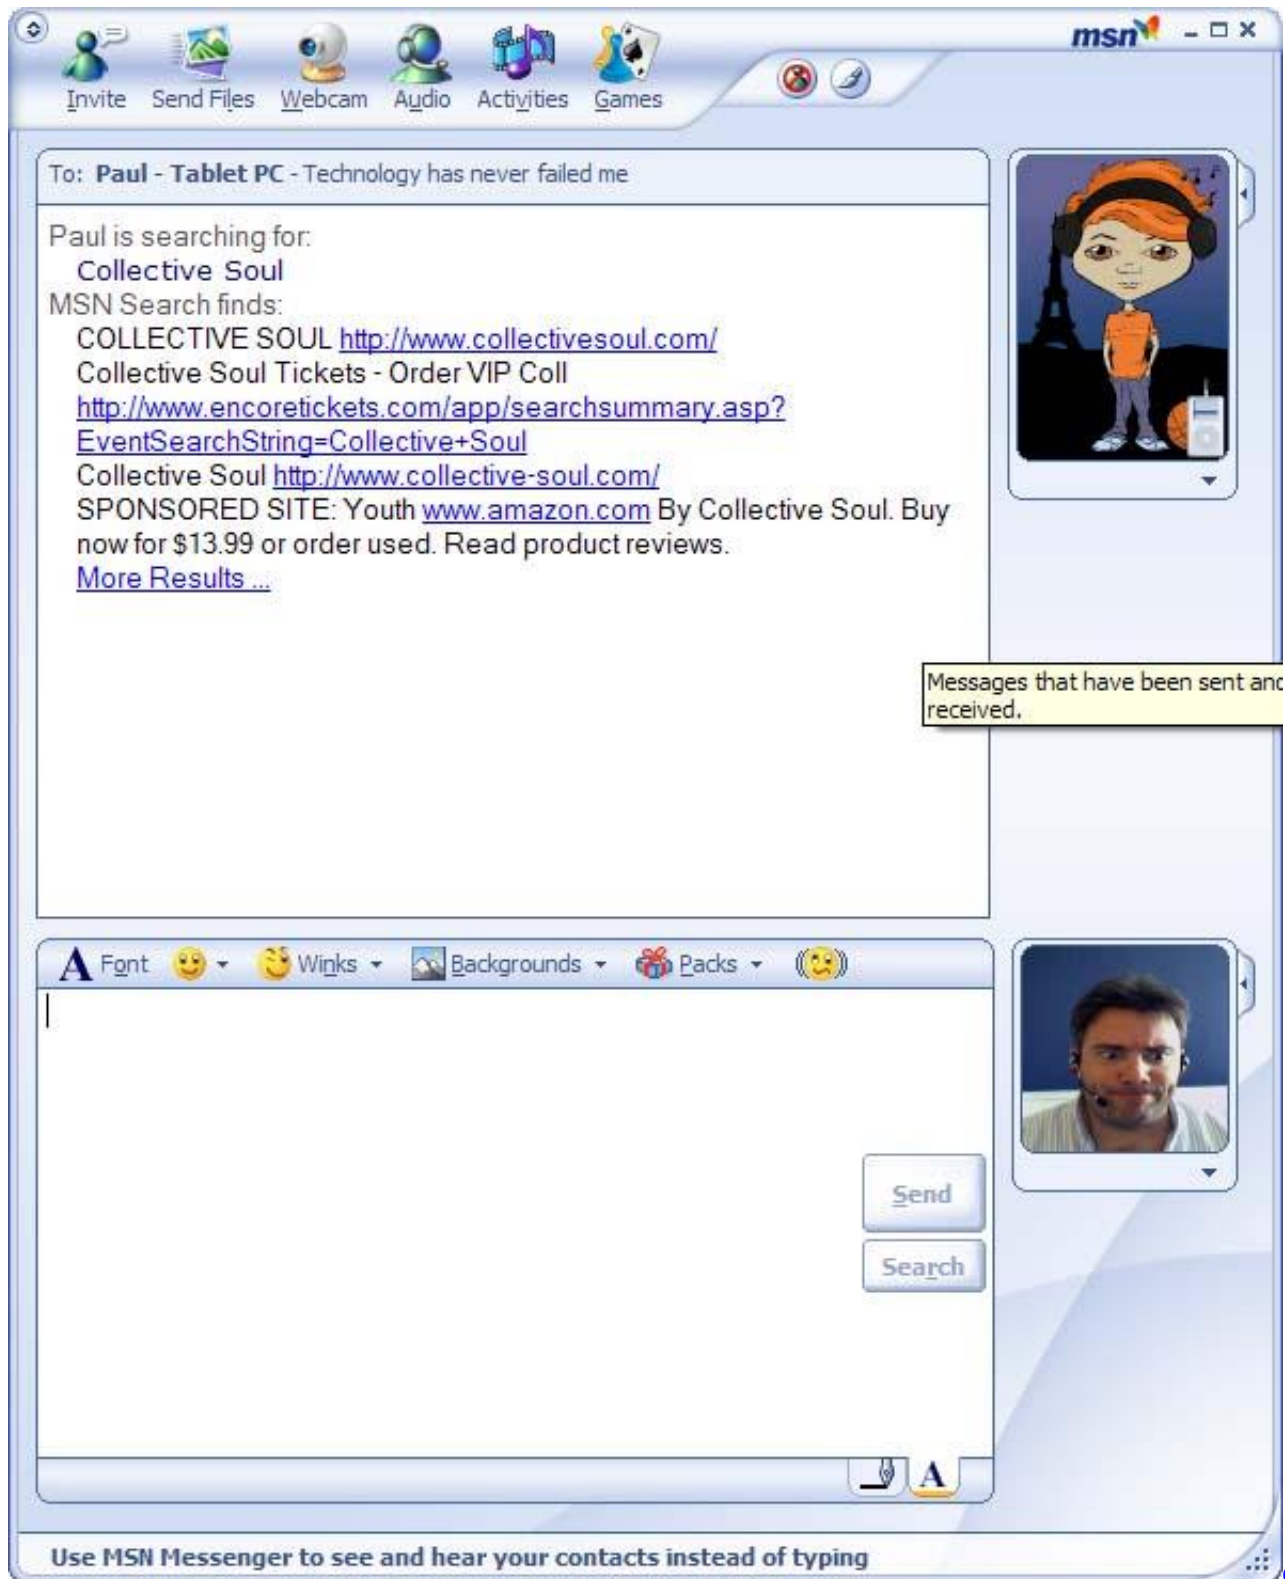 msn
Invite Send Files Webcam Audio Activities Games
To: Paul - Tablet PC - Technology has never failed me
Paul is searching for:
Collective Soul
MSN Search finds:
COLLECTIVE SOUL http://www.collectivesoul.com/
Collective Soul Tickets - Order VIP Coll
http://www.encoretickets.com/app/searchsummary.asp?
EventSearchString=Collective+Soul
Collective Soul http://www.collective-soul.com/
SPONSORED SITE: Youth www.amazon.com By Collective Soul. Buy
now for $13.99 or order used. Read product reviews.
More Results ...
Messages that have been sent and
received.
A Font Winks Backgrounds Packs
Send
Search
A
Use MSN Messenger to see and hear your contacts instead of typing